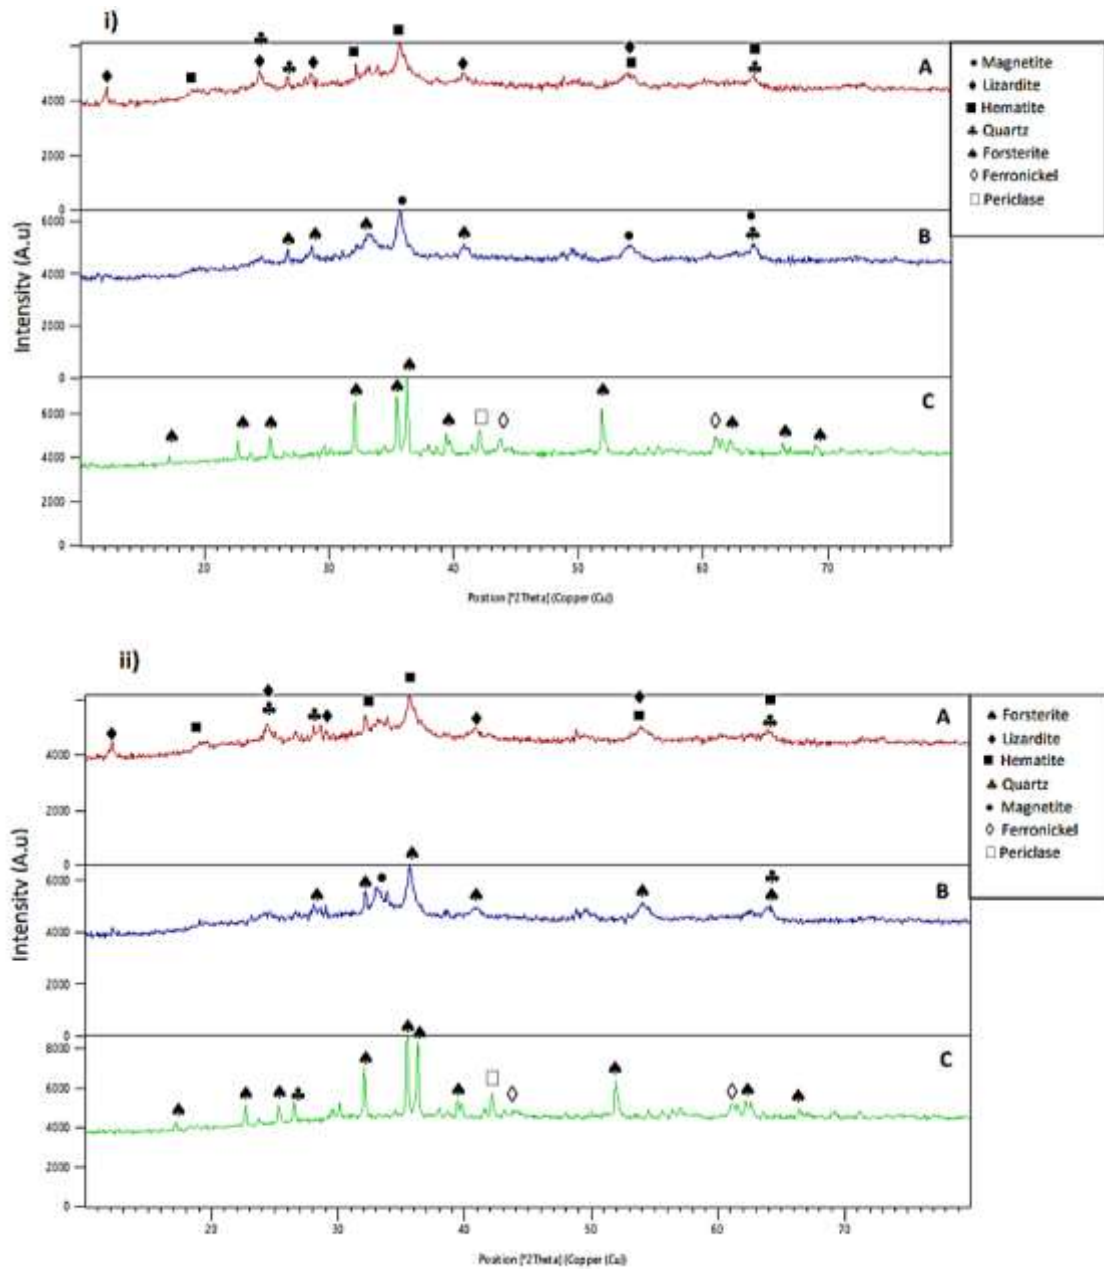 i)
A
4000
2000
0
6000
B
4000
2000
0
6000
C
4000
2000
0
20 30 40 50 60 70
Position [°2Theta] (Copper (Cu))
Intensity (A.u)
Magnetite
Lizardite
Hematite
Quartz
Forsterite
Ferronickel
Periclase
ii)
A
4000
2000
0
6000
B
4000
2000
0
8000
C
6000
4000
2000
0
20 30 40 50 60 70
Position [°2Theta] (Copper (Cu))
Intensity (A.u)
Forsterite
Lizardite
Hematite
Quartz
Magnetite
Ferronickel
Periclase